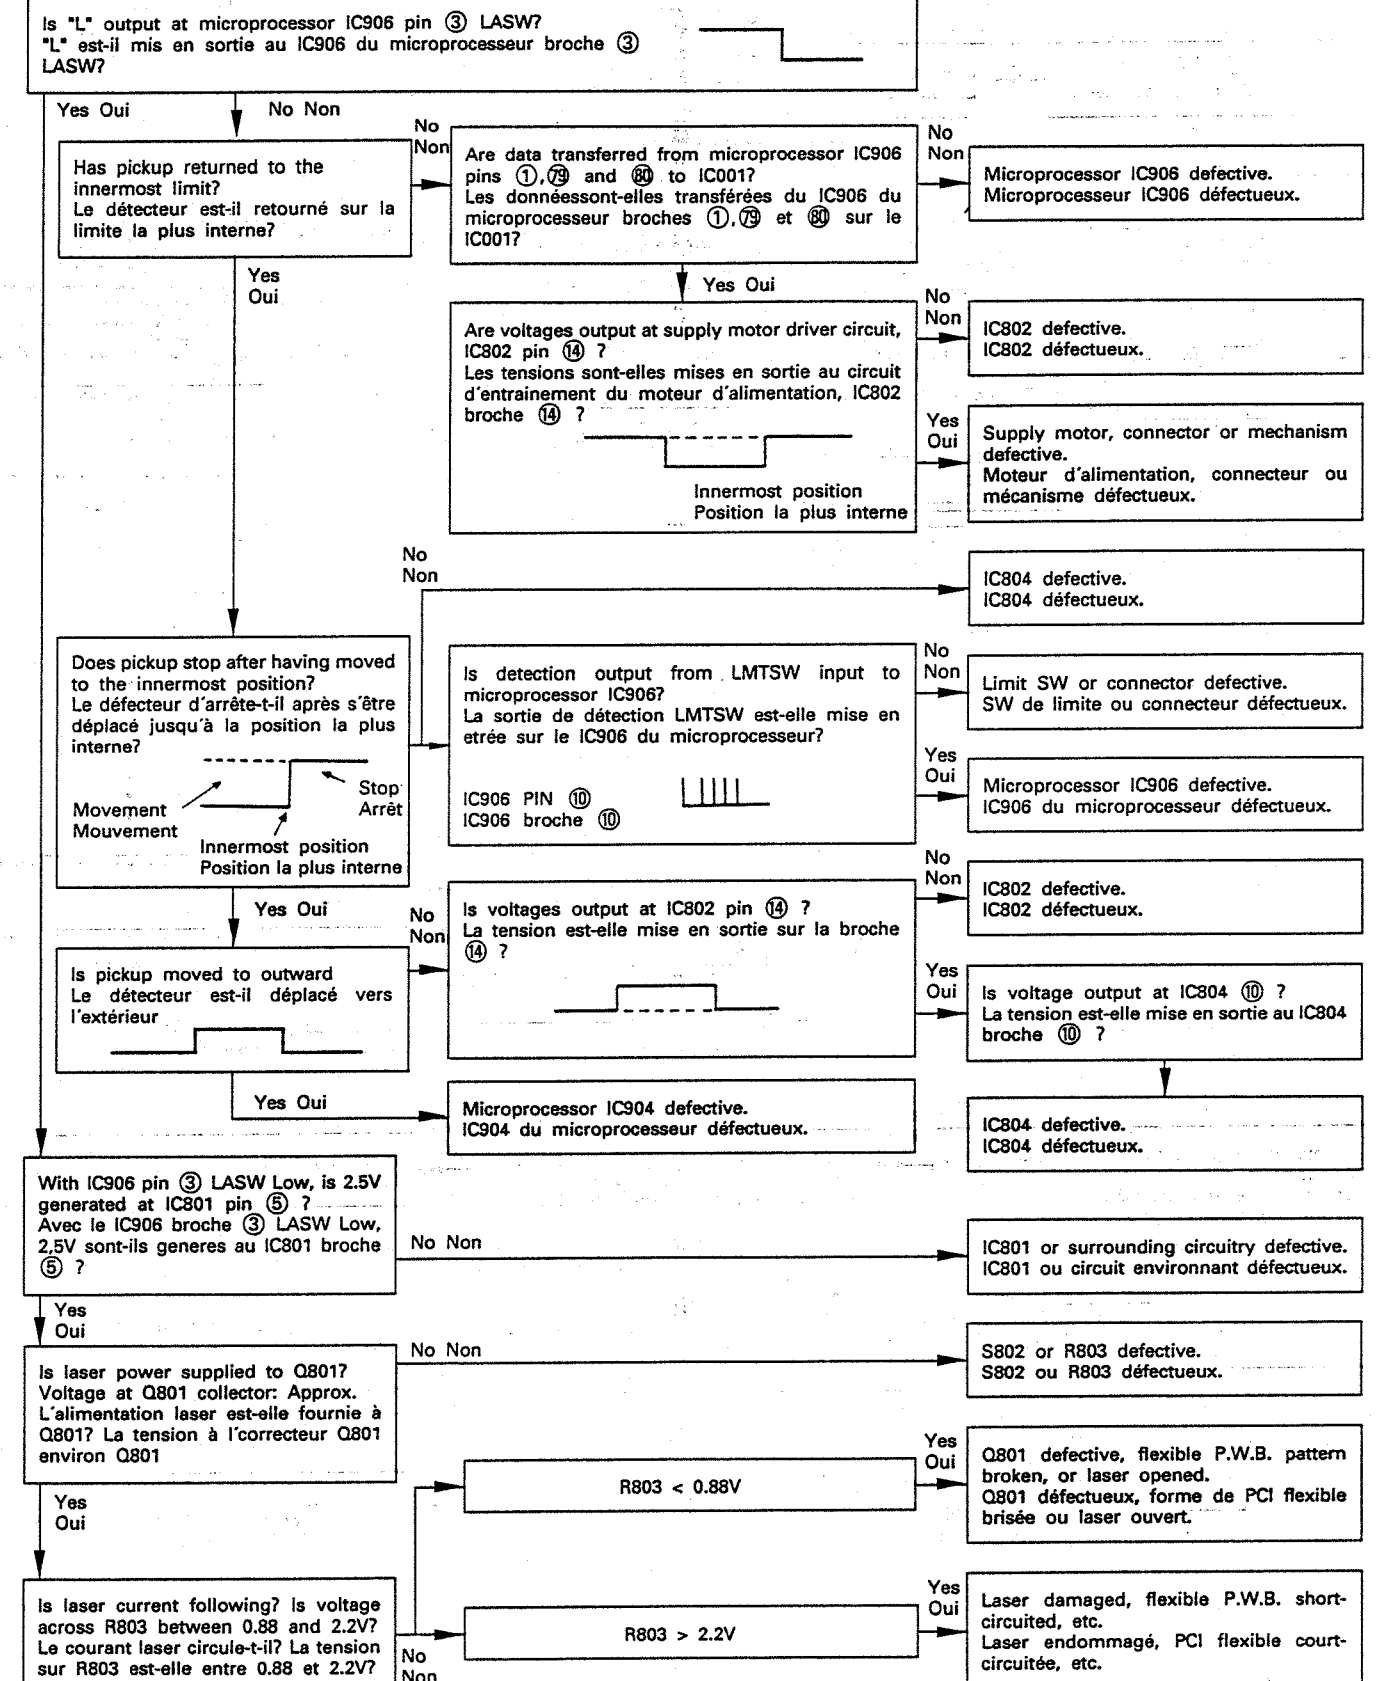 Is "L" output at microprocessor IC906 pin ③ LASW?
"L" est-il mis en sortie au IC906 du microprocesseur broche ③
LASW?
Yes Oui
No Non
Has pickup returned to the
innermost limit?
Le détecteur est-il retourné sur la
limite la plus interne?
No
Non
Are data transferred from microprocessor IC906
pins ①,㊆⑨ and ⑧⓪ to IC001?
Les donnéessont-elles transférées du IC906 du
microprocesseur broches ①, 79 et 80 sur le
IC001?
No
Non
Microprocessor IC906 defective.
Microprocesseur IC906 défectueux.
Yes
Oui
Yes Oui
Are voltages output at supply motor driver circuit,
IC802 pin ⑭ ?
Les tensions sont-elles mises en sortie au circuit
d'entrainement du moteur d'alimentation, IC802
broche ⑭ ?
Innermost position
Position la plus interne
No
Non
IC802 defective.
IC802 défectueux.
Yes
Oui
Supply motor, connector or mechanism
defective.
Moteur d'alimentation, connecteur ou
mécanisme défectueux.
No
Non
IC804 defective.
IC804 défectueux.
Does pickup stop after having moved
to the innermost position?
Le défecteur d'arrête-t-il après s'être
déplacé jusqu'à la position la plus
interne?
Stop
Arrêt
Movement
Mouvement
Innermost position
Position la plus interne
Is detection output from LMTSW input to
microprocessor IC906?
La sortie de détection LMTSW est-elle mise en
etrée sur le IC906 du microprocesseur?
IC906 PIN ⑩
IC906 broche ⑩
No
Non
Limit SW or connector defective.
SW de limite ou connecteur défectueux.
Yes
Oui
Microprocessor IC906 defective.
IC906 du microprocesseur défectueux.
Yes Oui
Is pickup moved to outward
Le détecteur est-il déplacé vers
l'extérieur
No
Non
Is voltages output at IC802 pin ⑭ ?
La tension est-elle mise en sortie sur la broche
⑭ ?
No
Non
IC802 defective.
IC802 défectueux.
Yes
Oui
Is voltage output at IC804 ⑩ ?
La tension est-elle mise en sortie au IC804
broche ⑩ ?
IC804 defective.
IC804 défectueux.
Yes Oui
Microprocessor IC904 defective.
IC904 du microprocesseur défectueux.
With IC906 pin ③ LASW Low, is 2.5V
generated at IC801 pin ⑤ ?
Avec le IC906 broche ③ LASW Low,
2,5V sont-ils generes au IC801 broche
⑤ ?
No Non
IC801 or surrounding circuitry defective.
IC801 ou circuit environnant défectueux.
Yes
Oui
Is laser power supplied to Q801?
Voltage at Q801 collector: Approx.
L'alimentation laser est-elle fournie à
Q801? La tension à l'correcteur Q801
environ Q801
No Non
S802 or R803 defective.
S802 ou R803 défectueux.
Yes
Oui
Is laser current following? Is voltage
across R803 between 0.88 and 2.2V?
Le courant laser circule-t-il? La tension
sur R803 est-elle entre 0.88 et 2.2V?
No
Non
R803 < 0.88V
Yes
Oui
Q801 defective, flexible P.W.B. pattern
broken, or laser opened.
Q801 défectueux, forme de PCI flexible
brisée ou laser ouvert.
R803 > 2.2V
Yes
Oui
Laser damaged, flexible P.W.B. short-
circuited, etc.
Laser endommagé, PCI flexible court-
circuitée, etc.